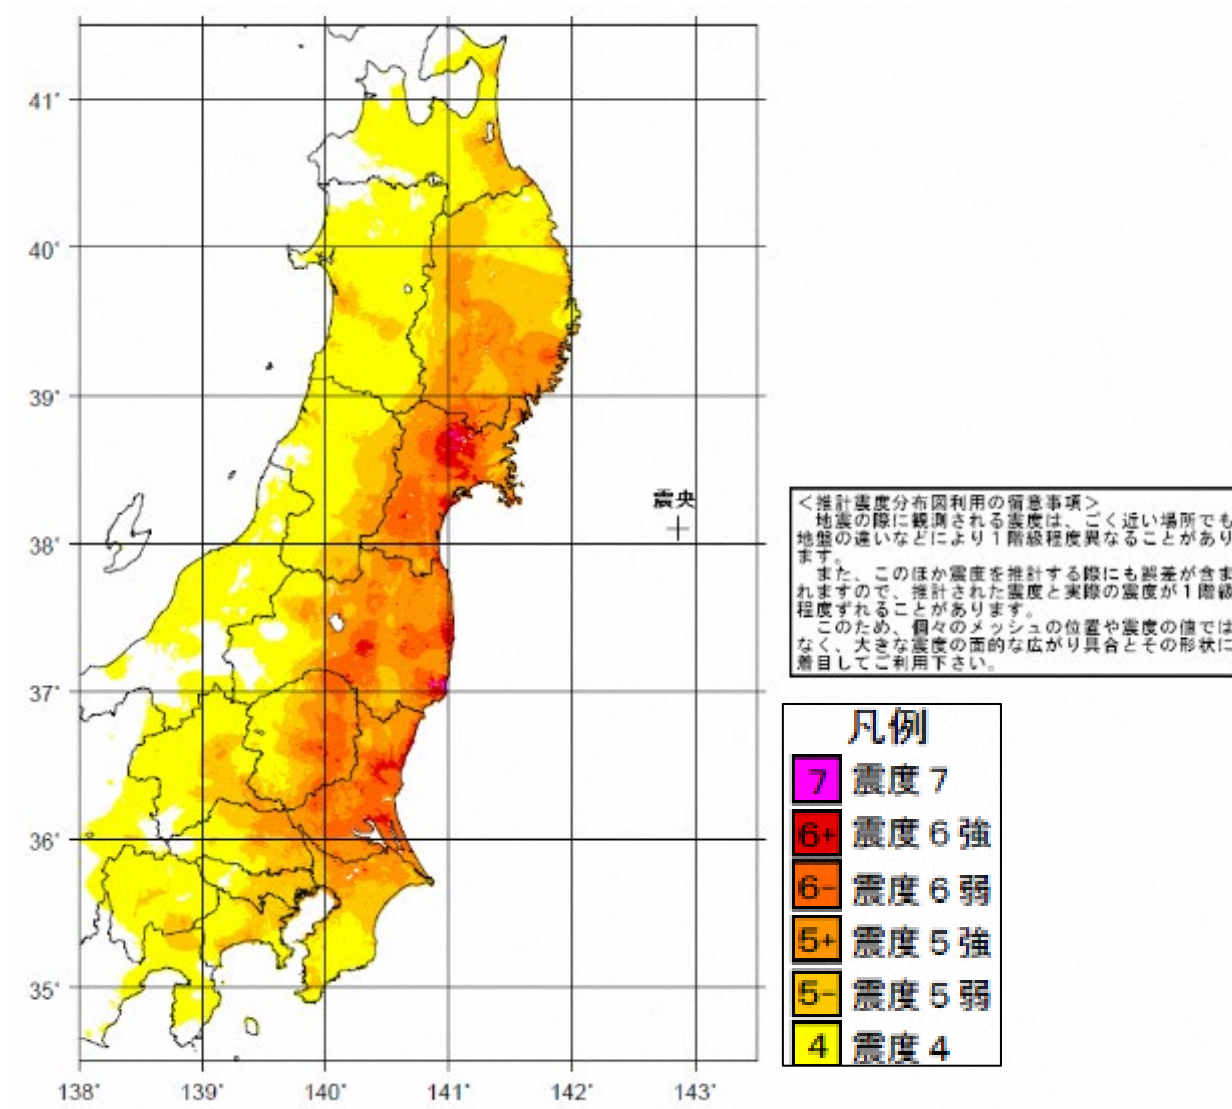 41°
40°
39°
38°
37°
36°
35°
138°
139°
140°
141°
142°
143°
震央
＜推計震度分布図利用の留意事項＞
地震の際に観測される震度は、ごく近い場所でも
地盤の違いなどにより１階級程度異なることがあり
ます。
また、このほか震度を推計する際にも誤差が含ま
れますので、推計された震度と実際の震度が１階級
程度ずれることがあります。
このため、個々のメッシュの位置や震度の値では
なく、大きな震度の面的な広がり具合とその形状に
着目してご利用下さい。
凡例
7 震度７
6+ 震度６強
6- 震度６弱
5+ 震度５強
5- 震度５弱
4 震度４